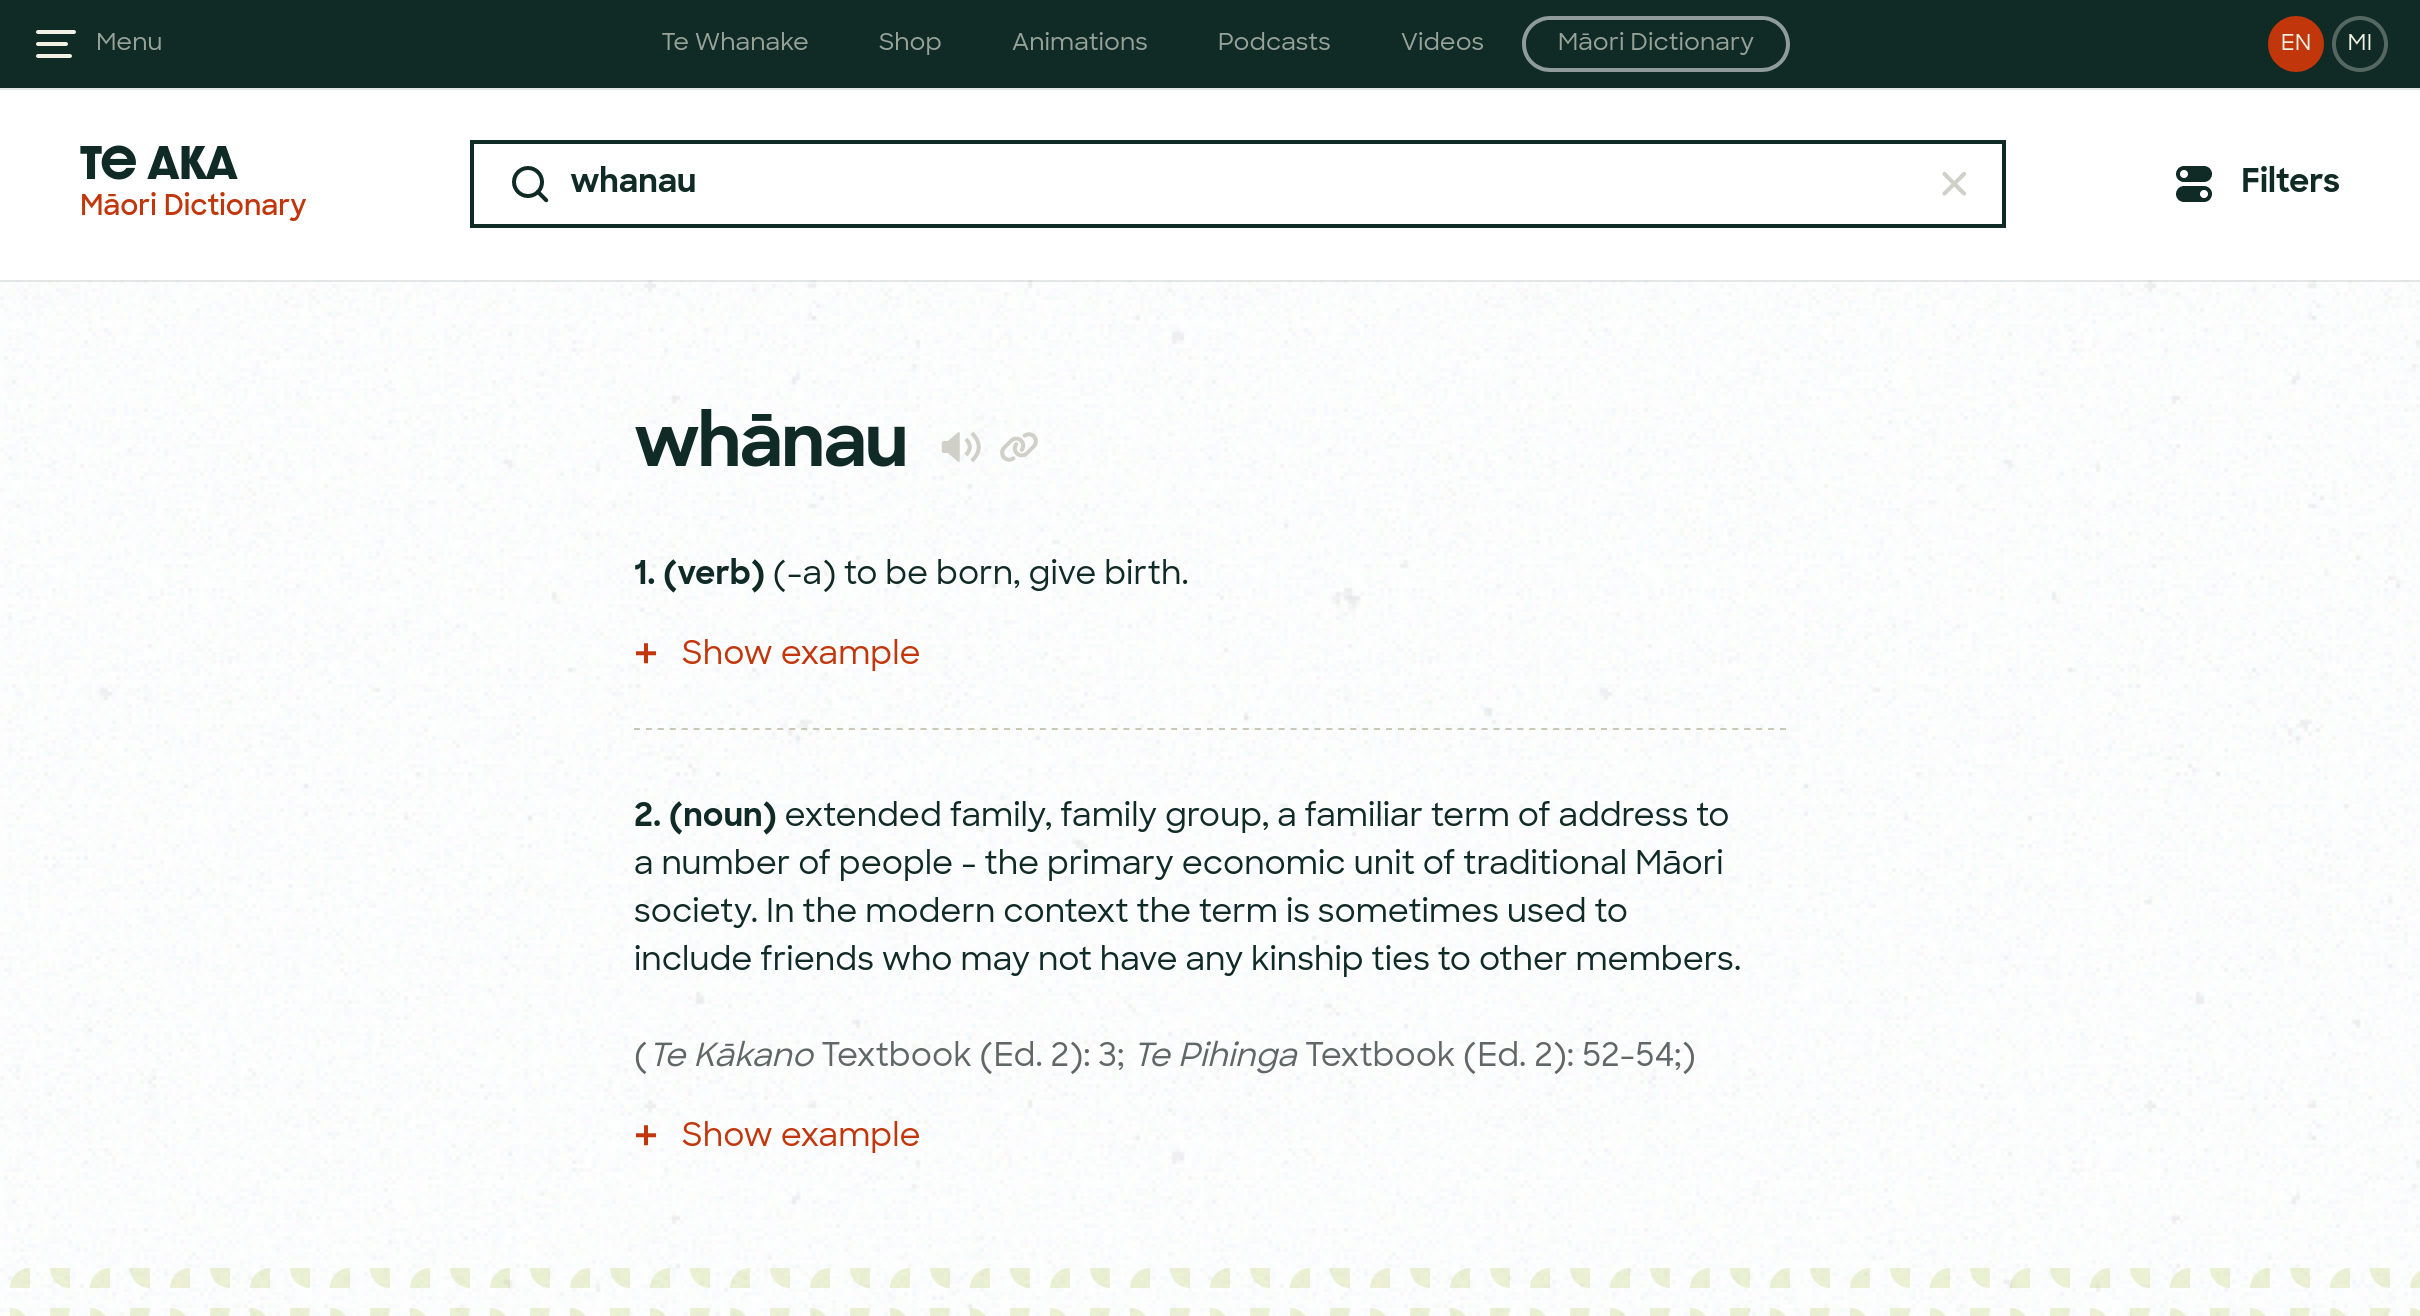 Menu
Te Whanake
Shop
Animations
Podcasts
Videos
Māori Dictionary
EN
MI
Te AKA
Māori Dictionary
whanau
Filters
whānau
1. (verb) (-a) to be born, give birth.
+ Show example
2. (noun) extended family, family group, a familiar term of address to
a number of people - the primary economic unit of traditional Māori
society. In the modern context the term is sometimes used to
include friends who may not have any kinship ties to other members.
(Te Kākano Textbook (Ed. 2): 3; Te Pihinga Textbook (Ed. 2): 52-54;)
+ Show example